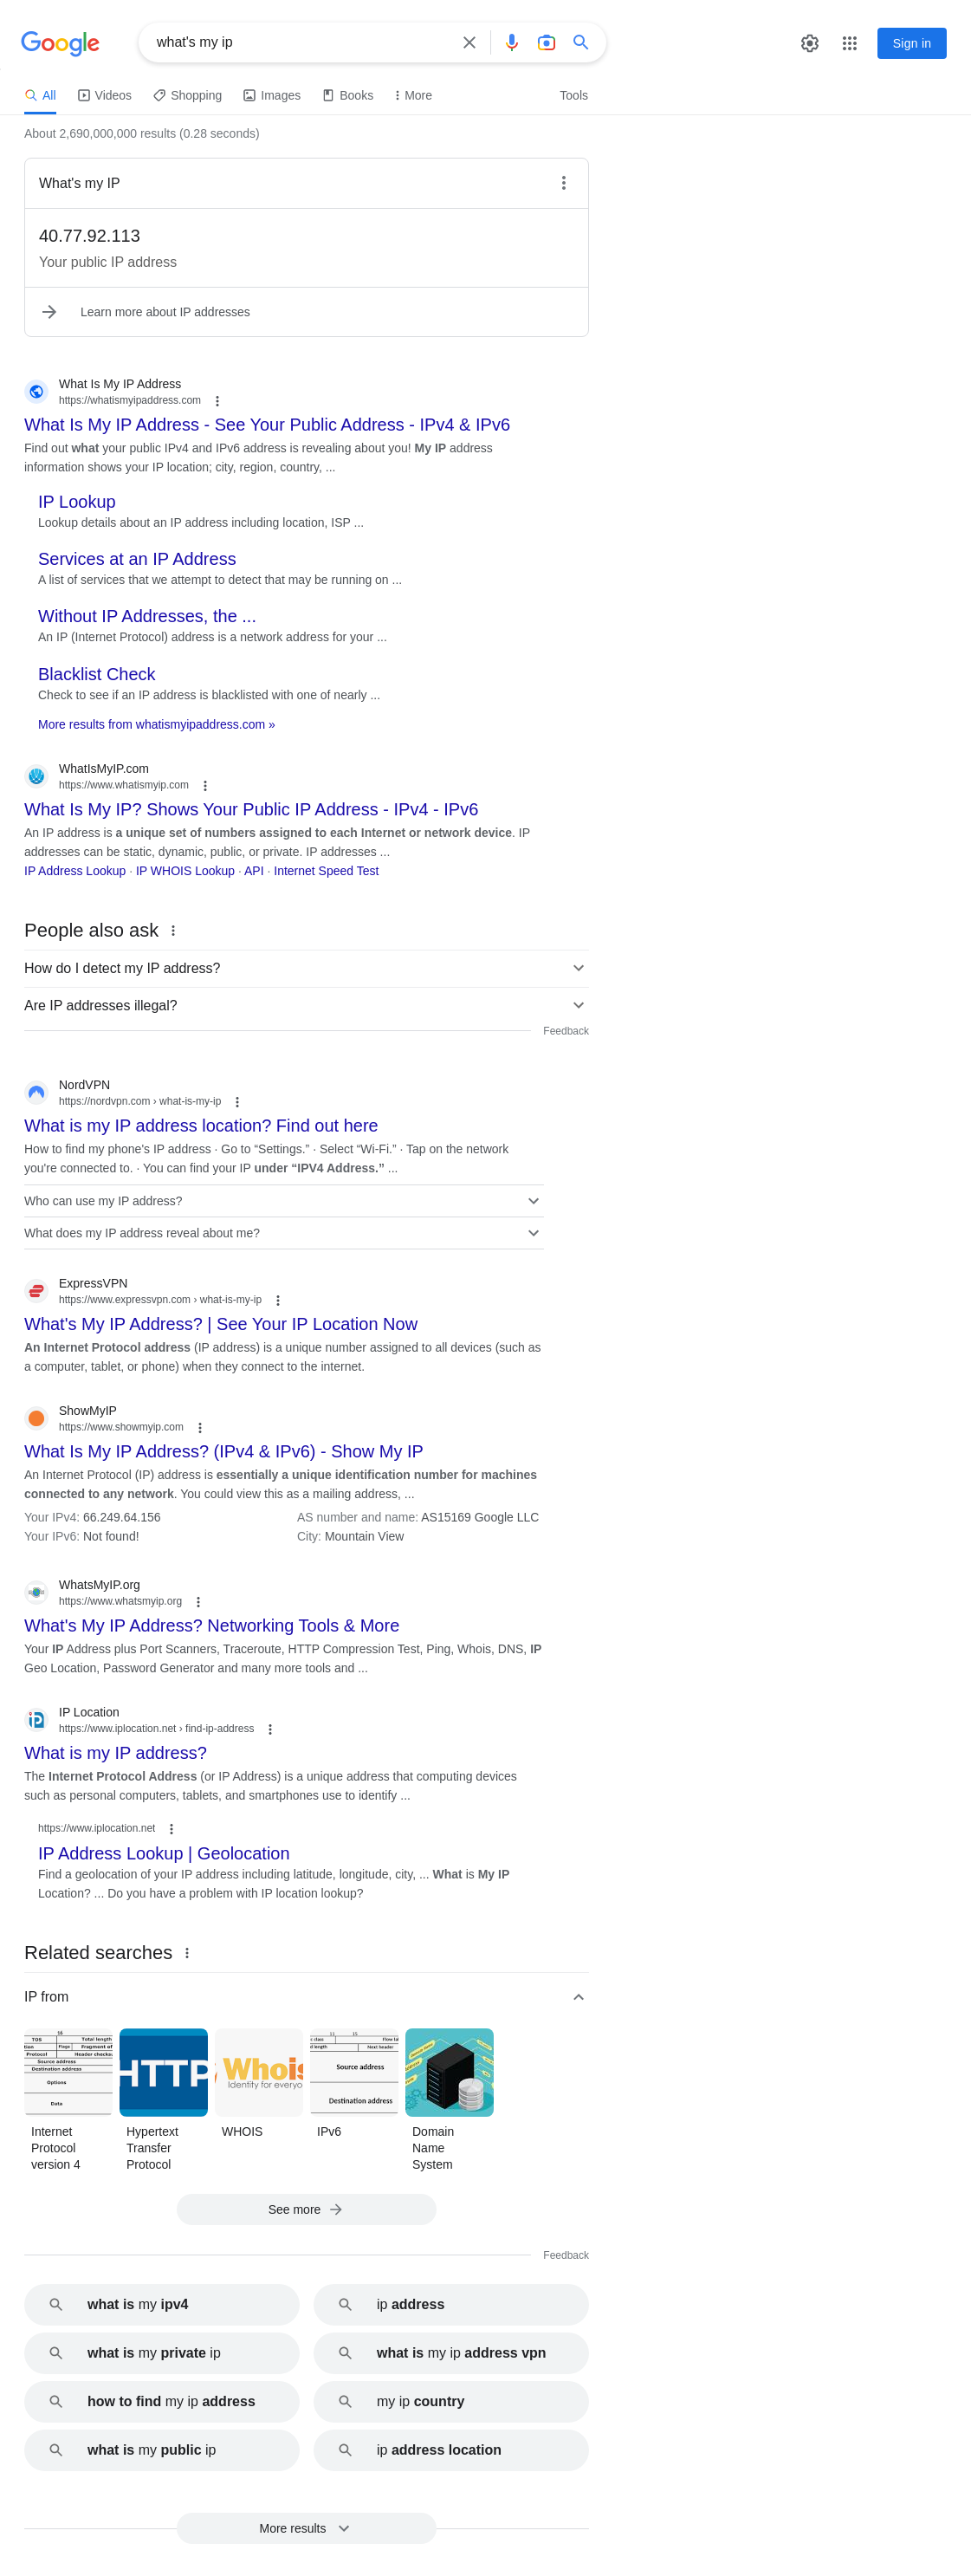 Google
what's my ip
Sign in
All
Videos
Shopping
Images
Books
More
Tools
About 2,690,000,000 results (0.28 seconds)
What's my IP
40.77.92.113
Your public IP address
Learn more about IP addresses
What Is My IP Address
https://whatismyipaddress.com
What Is My IP Address - See Your Public Address - IPv4 & IPv6
Find out what your public IPv4 and IPv6 address is revealing about you! My IP address
information shows your IP location; city, region, country, ...
IP Lookup
Lookup details about an IP address including location, ISP ...
Services at an IP Address
A list of services that we attempt to detect that may be running on ...
Without IP Addresses, the ...
An IP (Internet Protocol) address is a network address for your ...
Blacklist Check
Check to see if an IP address is blacklisted with one of nearly ...
More results from whatismyipaddress.com »
WhatIsMyIP.com
https://www.whatismyip.com
What Is My IP? Shows Your Public IP Address - IPv4 - IPv6
An IP address is a unique set of numbers assigned to each Internet or network device. IP
addresses can be static, dynamic, public, or private. IP addresses ...
IP Address Lookup · IP WHOIS Lookup · API · Internet Speed Test
People also ask
How do I detect my IP address?
Are IP addresses illegal?
Feedback
NordVPN
https://nordvpn.com › what-is-my-ip
What is my IP address location? Find out here
How to find my phone's IP address · Go to “Settings.” · Select “Wi-Fi.” · Tap on the network
you're connected to. · You can find your IP under “IPV4 Address.” ...
Who can use my IP address?
What does my IP address reveal about me?
ExpressVPN
https://www.expressvpn.com › what-is-my-ip
What's My IP Address? | See Your IP Location Now
An Internet Protocol address (IP address) is a unique number assigned to all devices (such as
a computer, tablet, or phone) when they connect to the internet.
ShowMyIP
https://www.showmyip.com
What Is My IP Address? (IPv4 & IPv6) - Show My IP
An Internet Protocol (IP) address is essentially a unique identification number for machines
connected to any network. You could view this as a mailing address, ...
Your IPv4: 66.249.64.156
AS number and name: AS15169 Google LLC
Your IPv6: Not found!
City: Mountain View
WhatsMyIP.org
https://www.whatsmyip.org
What's My IP Address? Networking Tools & More
Your IP Address plus Port Scanners, Traceroute, HTTP Compression Test, Ping, Whois, DNS, IP
Geo Location, Password Generator and many more tools and ...
IP Location
https://www.iplocation.net › find-ip-address
What is my IP address?
The Internet Protocol Address (or IP Address) is a unique address that computing devices
such as personal computers, tablets, and smartphones use to identify ...
https://www.iplocation.net
IP Address Lookup | Geolocation
Find a geolocation of your IP address including latitude, longitude, city, ... What is My IP
Location? ... Do you have a problem with IP location lookup?
Related searches
IP from
TOS
Total length
Flags
Fragment of
Protocol
Header checksu
Source address
Destination address
Options
Data
HTTP
Whois
Identity for everyo
Next header
Source address
Destination address
Internet
Protocol
version 4
Hypertext
Transfer
Protocol
WHOIS
IPv6
Domain
Name
System
See more
Feedback
what is my ipv4
ip address
what is my private ip
what is my ip address vpn
how to find my ip address
my ip country
what is my public ip
ip address location
More results